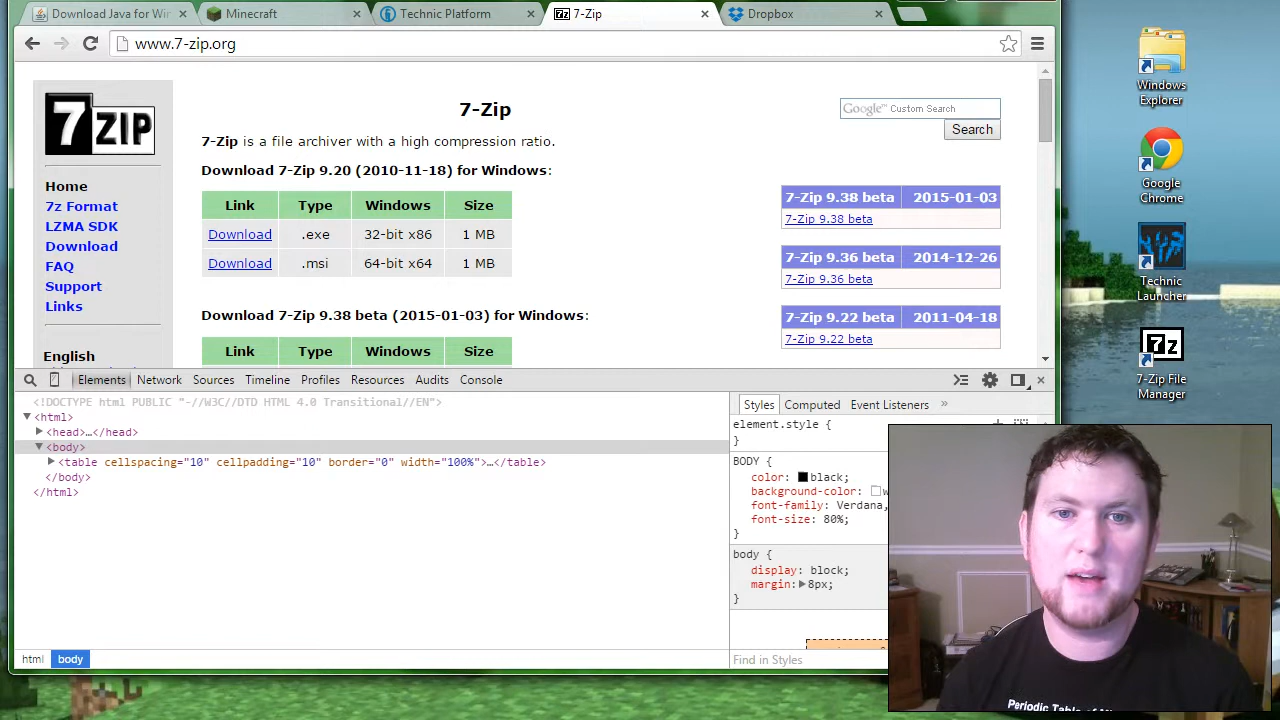 Download Java for Wi
Minecraft
Technic Platform
7-Zip
Dropbox
www.7-zip.org
7 ZIP
Home
7z Format
LZMA SDK
Download
FAQ
Support
Links
English
7-Zip
7-Zip is a file archiver with a high compression ratio.
Download 7-Zip 9.20 (2010-11-18) for Windows:
Link Type Windows Size
Download .exe 32-bit x86 1 MB
Download .msi 64-bit x64 1 MB
Download 7-Zip 9.38 beta (2015-01-03) for Windows:
Link Type Windows Size
Google Custom Search
Search
7-Zip 9.38 beta 2015-01-03
7-Zip 9.38 beta
7-Zip 9.36 beta 2014-12-26
7-Zip 9.36 beta
7-Zip 9.22 beta 2011-04-18
7-Zip 9.22 beta
Windows
Explorer
Google
Chrome
Technic
Launcher
7z
7-Zip File
Manager
Elements Network Sources Timeline Profiles Resources Audits Console
<!DOCTYPE html PUBLIC "-//W3C//DTD HTML 4.0 Transitional//EN">
<html>
<head>…</head>
<body>
<table cellspacing="10" cellpadding="10" border="0" width="100%">…</table>
</body>
</html>
html body
Styles Computed Event Listeners »
element.style {
}
BODY {
color: black;
background-color: w
font-family: Verdana,
font-size: 80%;
}
body {
display: block;
margin: 8px;
}
Find in Styles
Periodic Table of